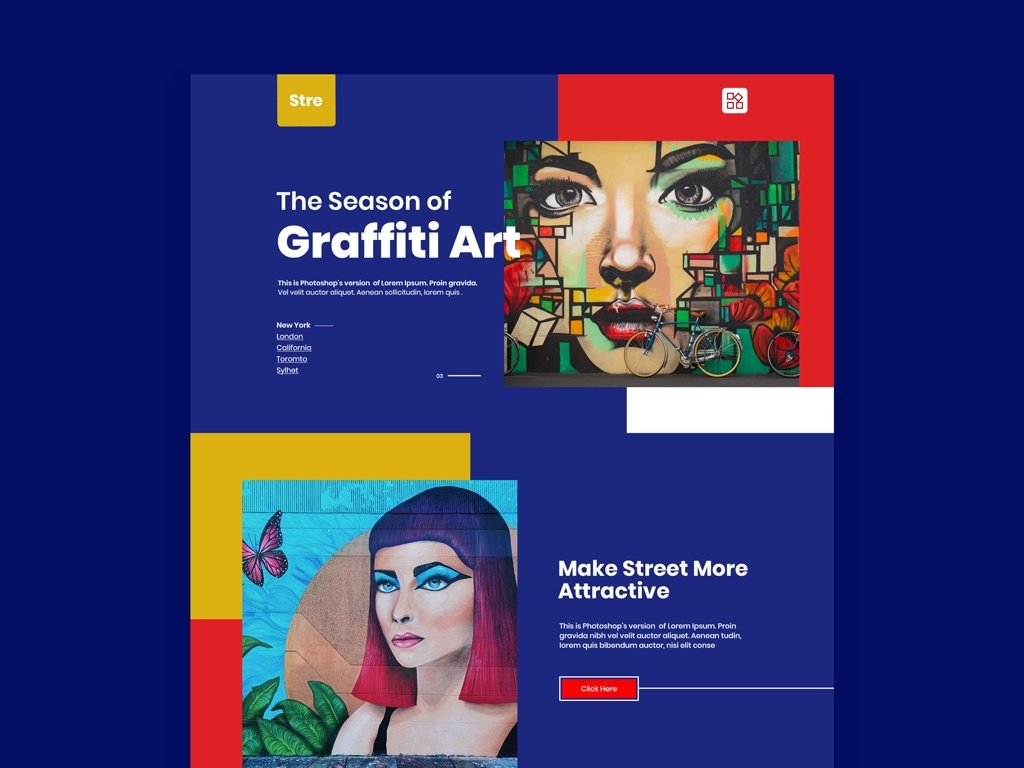 Stre
The Season of
Graffiti Art
This is Photoshop's version of Lorem Ipsum. Proin gravida.
Vel velit auctor aliquet. Aenean sollicitudin, lorem quis .
New York
London
California
Toromto
Sylhet
03
Make Street More
Attractive
This is Photoshop's version of Lorem Ipsum. Proin
gravida nibh vel velit auctor aliquet. Aenean tudin,
lorem quis bibendum auctor, nisi elit conse
Click Here